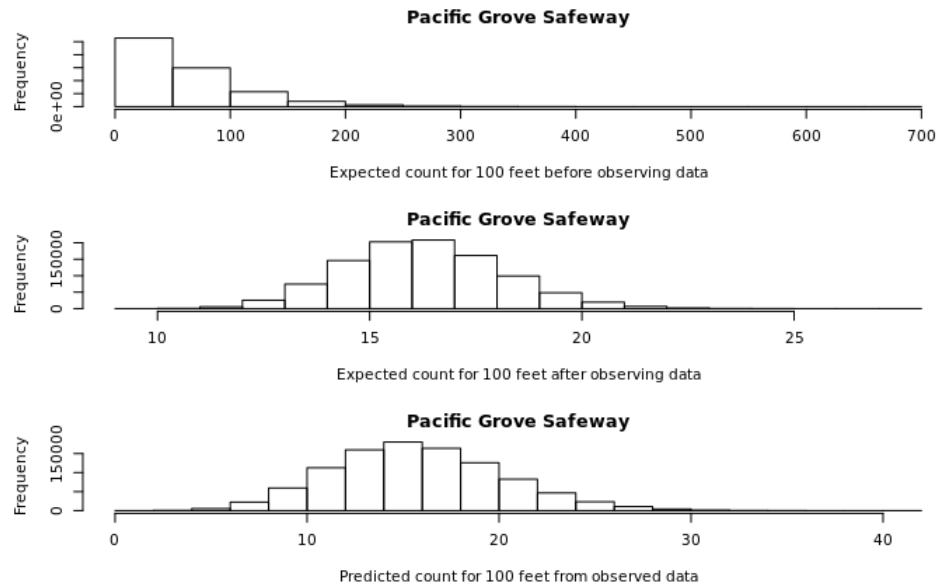 Pacific Grove Safeway
Frequency
0e+00
0 100 200 300 400 500 600 700
Expected count for 100 feet before observing data
Pacific Grove Safeway
Frequency
0 150000
10 15 20 25
Expected count for 100 feet after observing data
Pacific Grove Safeway
Frequency
0 150000
0 10 20 30 40
Predicted count for 100 feet from observed data